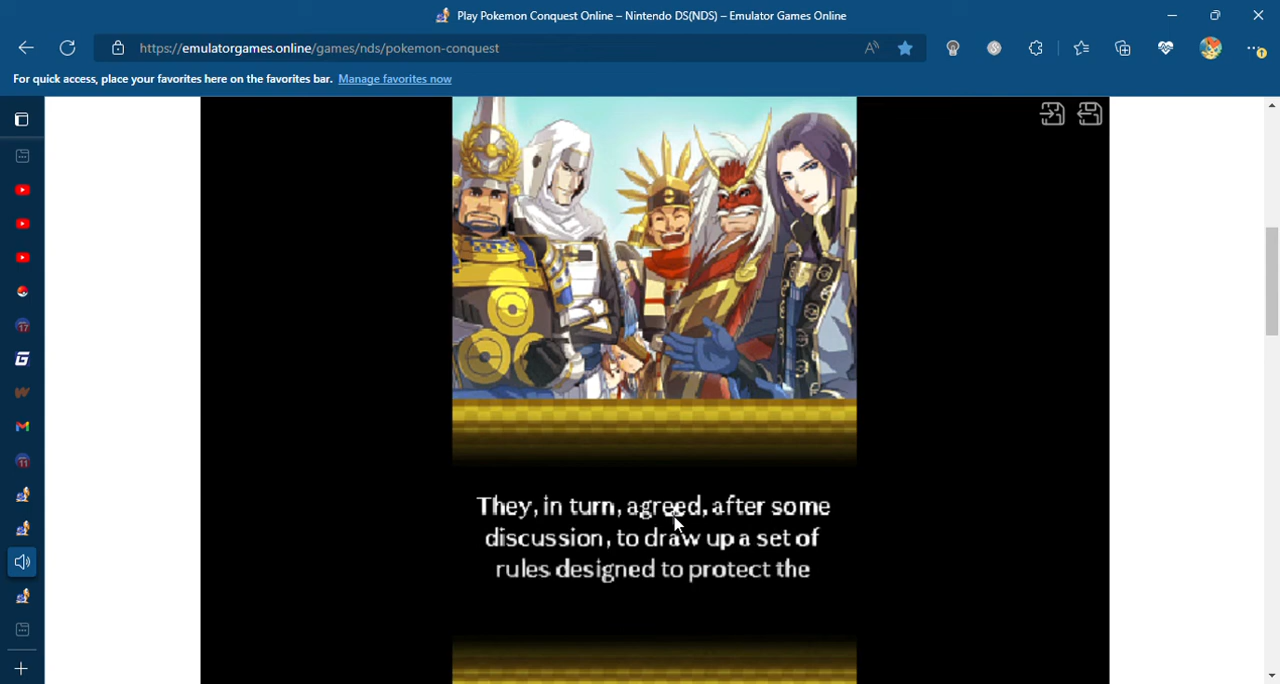 Play Pokemon Conquest Online – Nintendo DS(NDS) – Emulator Games Online
https://emulatorgames.online/games/nds/pokemon-conquest
For quick access, place your favorites here on the favorites bar. Manage favorites now
17
11
They, in turn, agreed, after some
discussion, to draw up a set of
rules designed to protect the